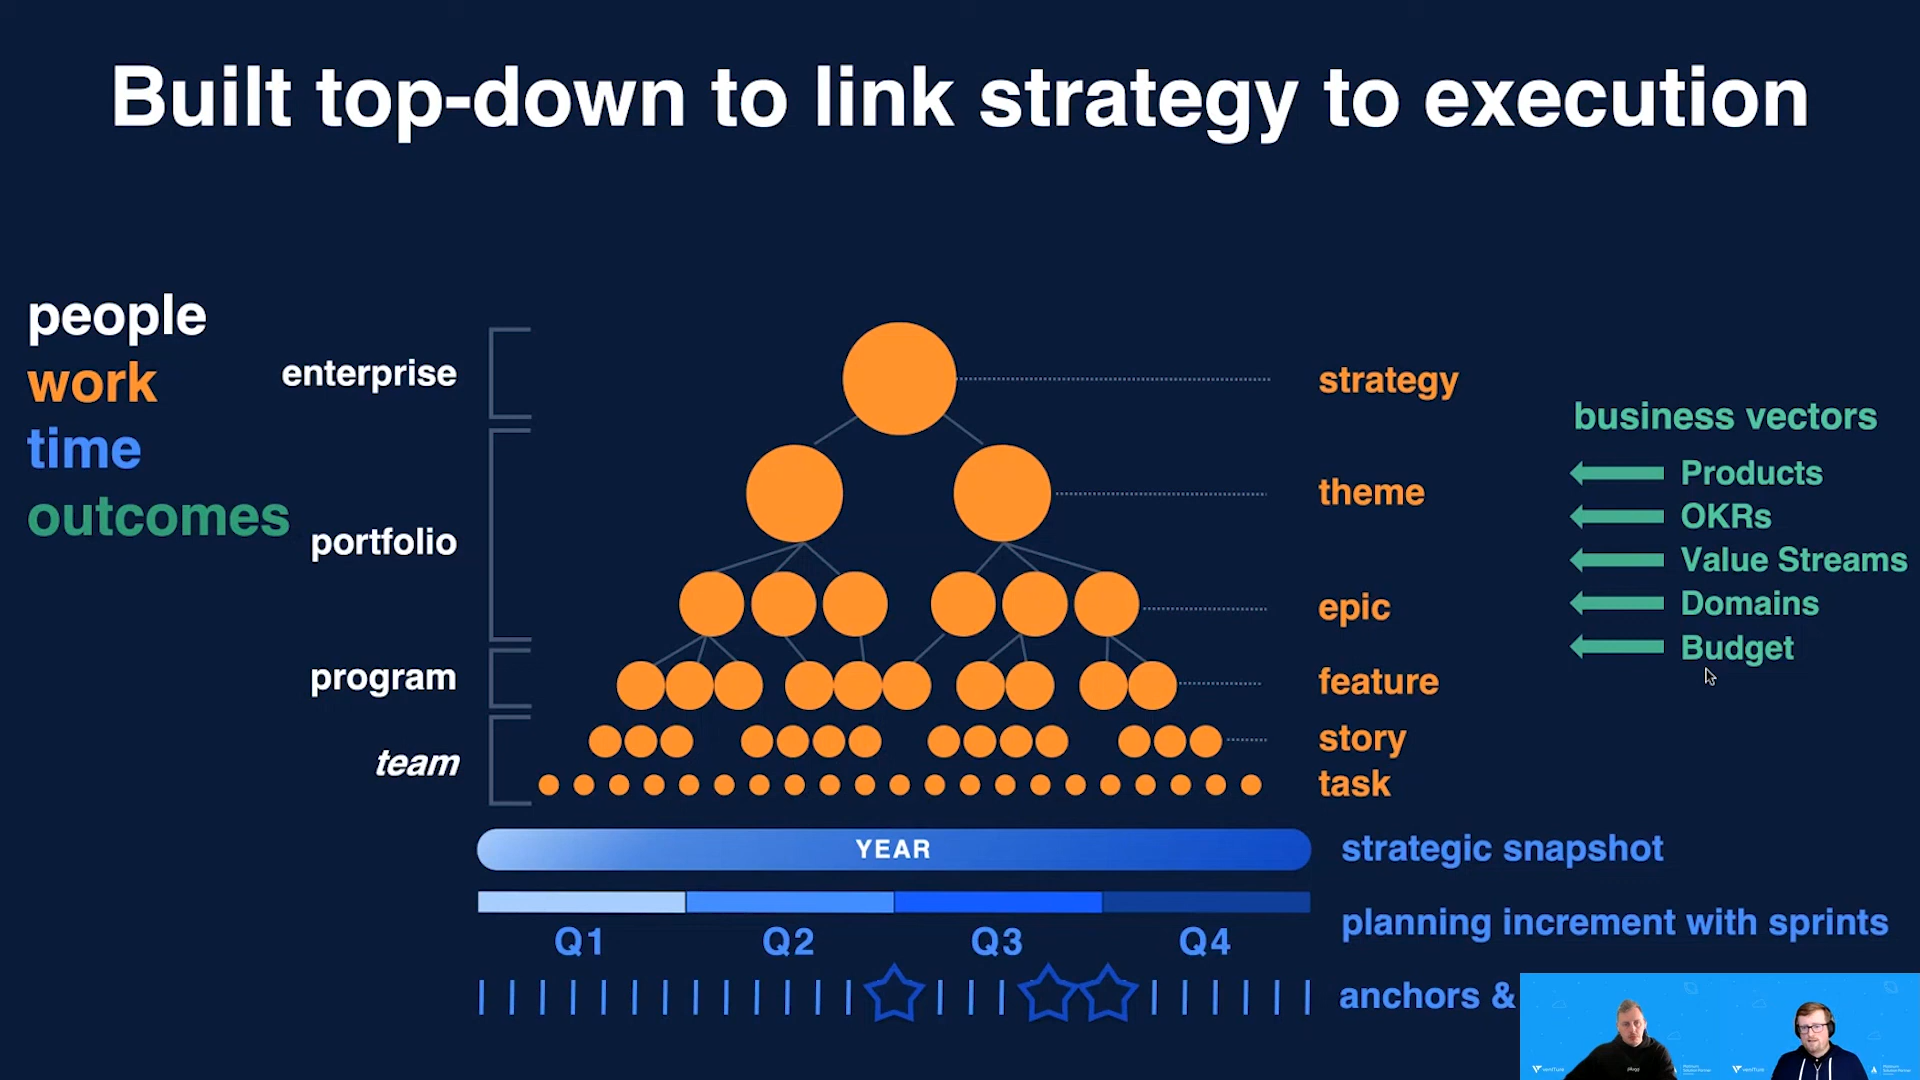 Built top-down to link strategy to execution
people
work
time
outcomes
enterprise
portfolio
program
team
strategy
theme
epic
feature
story
task
business vectors
Products
OKRs
Value Streams
Domains
Budget
YEAR
strategic snapshot
Q1 Q2 Q3 Q4
planning increment with sprints
anchors &